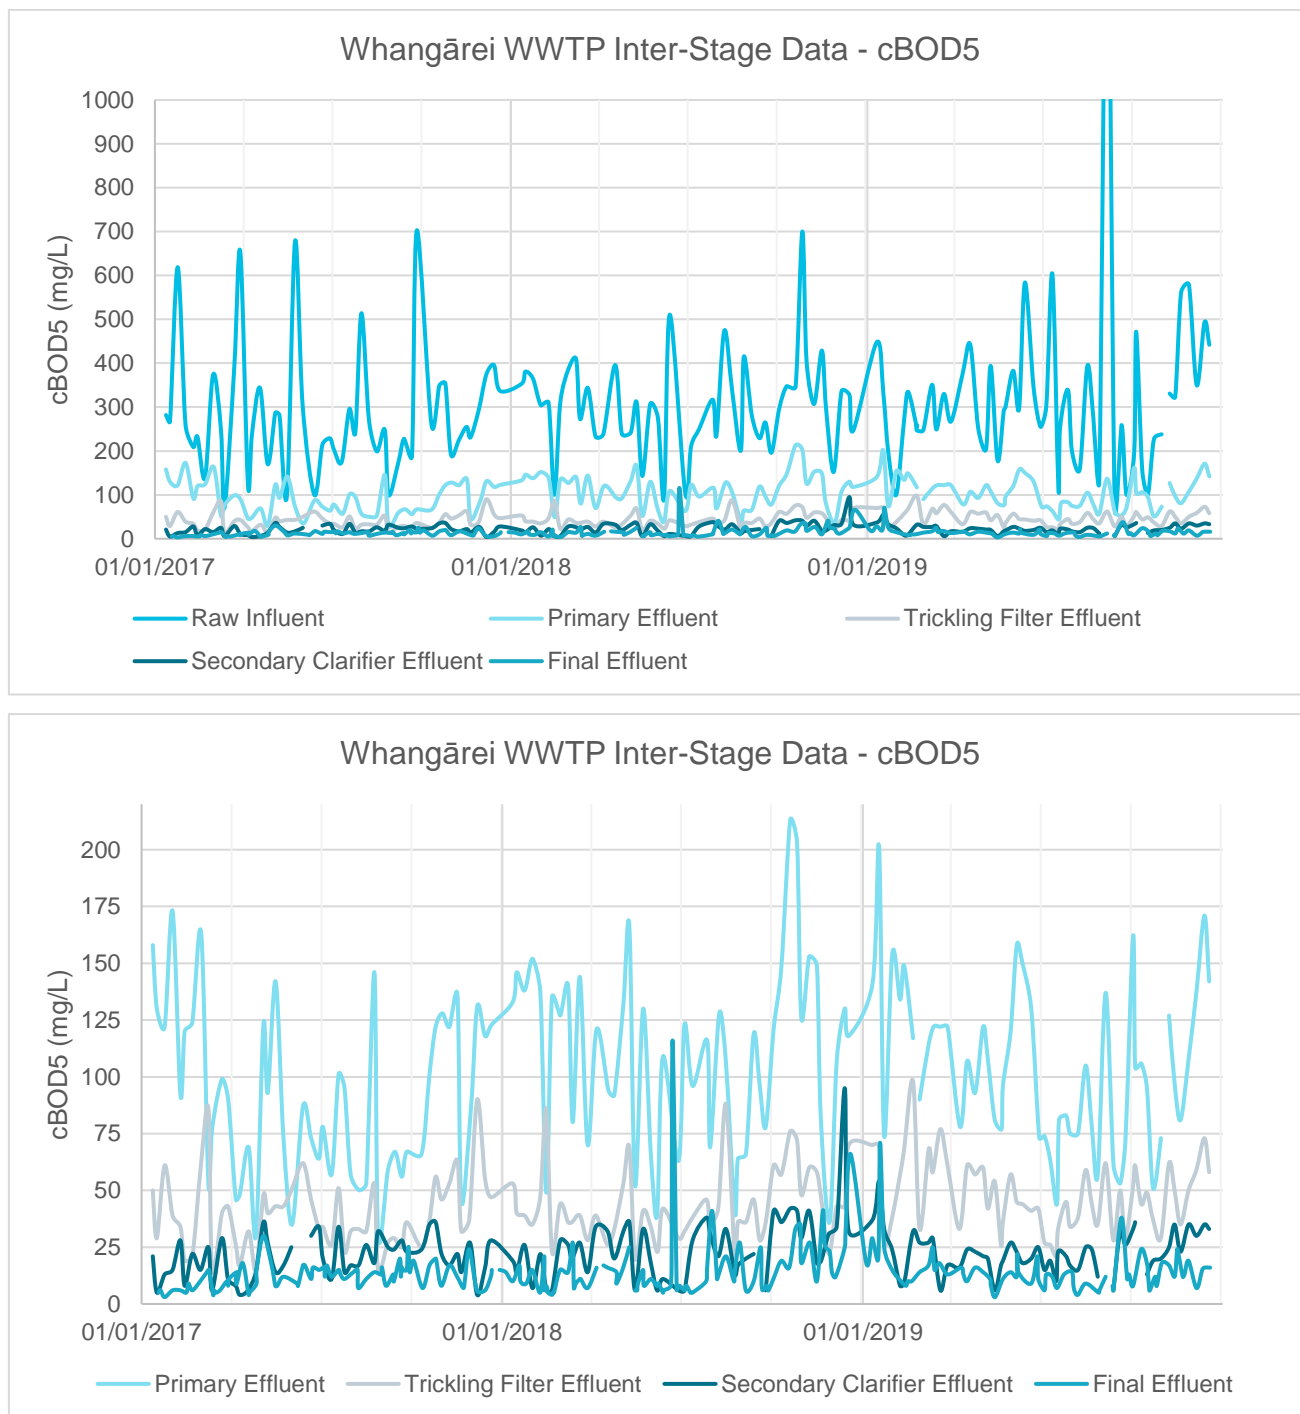 Whangārei WWTP Inter-Stage Data - cBOD5
1000
900
800
700
600
500
400
300
200
100
0
cBOD5 (mg/L)
01/01/2017 01/01/2018 01/01/2019
Raw Influent Primary Effluent Trickling Filter Effluent
Secondary Clarifier Effluent Final Effluent
Whangārei WWTP Inter-Stage Data - cBOD5
200
175
150
125
100
75
50
25
0
cBOD5 (mg/L)
01/01/2017 01/01/2018 01/01/2019
Primary Effluent Trickling Filter Effluent Secondary Clarifier Effluent Final Effluent